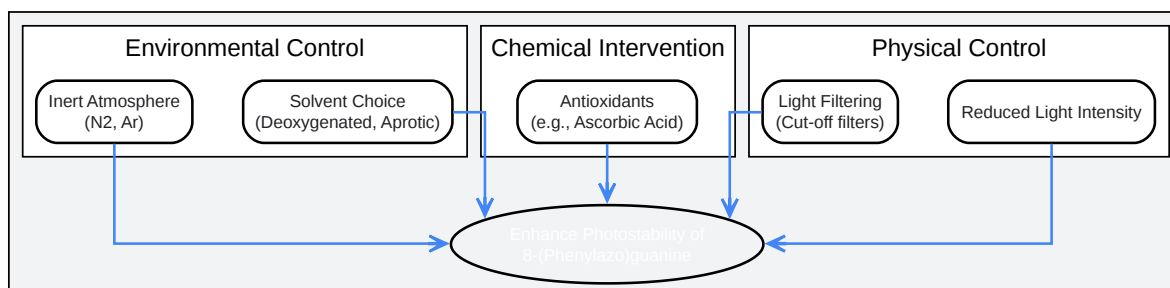 Environmental Control
Chemical Intervention
Physical Control
Inert Atmosphere
(N2, Ar)
Solvent Choice
(Deoxygenated, Aprotic)
Antioxidants
(e.g., Ascorbic Acid)
Light Filtering
(Cut-off filters)
Reduced Light Intensity
Enhance Photostability of
8-(Phenylazo)guanine